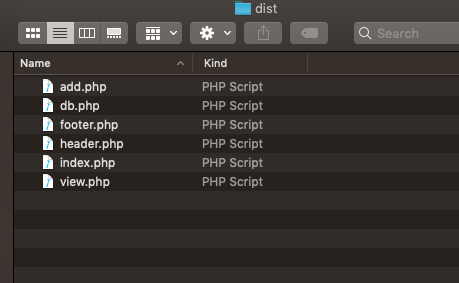 dist
Search
Name Kind
add.php PHP Script
db.php PHP Script
footer.php PHP Script
header.php PHP Script
index.php PHP Script
view.php PHP Script